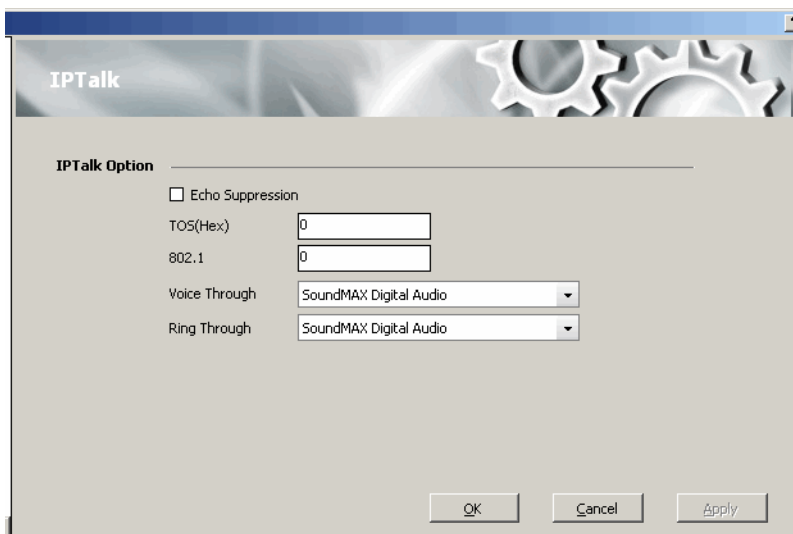 IPTalk
IPTalk Option
Echo Suppression
TOS(Hex) 0
802.1 0
Voice Through SoundMAX Digital Audio
Ring Through SoundMAX Digital Audio
OK Cancel Apply